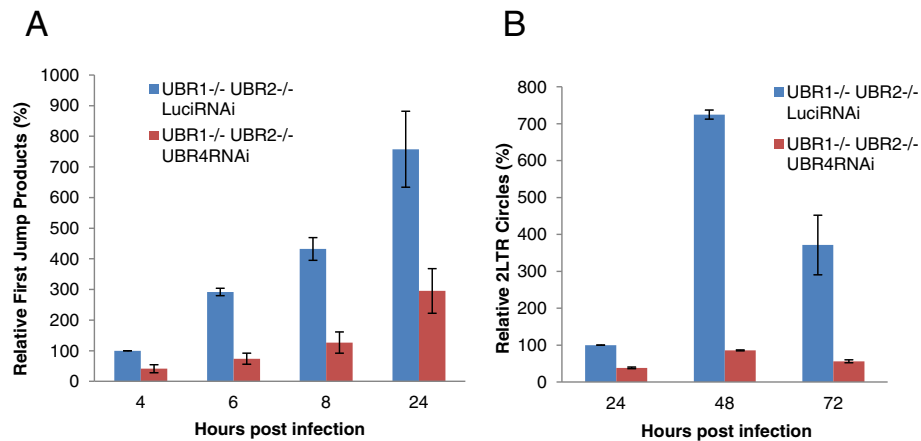 A
Relative First Jump Products (%)
1000
900
800
700
600
500
400
300
200
100
0
UBR1-/- UBR2-/-
LuciRNAi
UBR1-/- UBR2-/-
UBR4RNAi
4
6
8
24
Hours post infection
B
Relative 2LTR Circles (%)
800
700
600
500
400
300
200
100
0
UBR1-/- UBR2-/-
LuciRNAi
UBR1-/- UBR2-/-
UBR4RNAi
24
48
72
Hours post infection